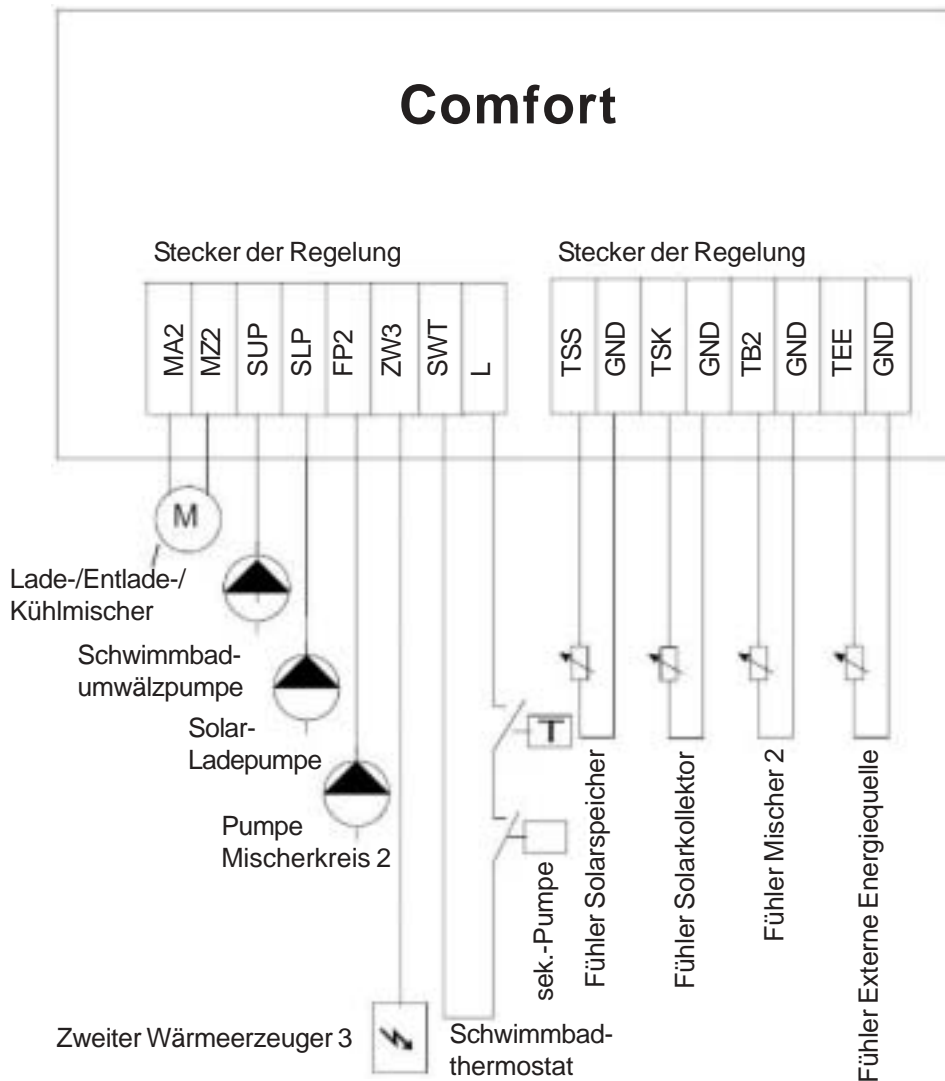 Comfort
Stecker der Regelung
Stecker der Regelung
MA2
MZ2
SUP
SLP
FP2
ZW3
SWT
L
TSS
GND
TSK
GND
TB2
GND
TEE
GND
M
Lade-/Entlade-/
Kühlmischer
Schwimmbad-
umwälzpumpe
Solar-
Ladepumpe
Pumpe
Mischerkreis 2
T
sek.-Pumpe
Fühler Solarspeicher
Fühler Solarkollektor
Fühler Mischer 2
Fühler Externe Energiequelle
Zweiter Wärmeerzeuger 3
Schwimmbad-
thermostat